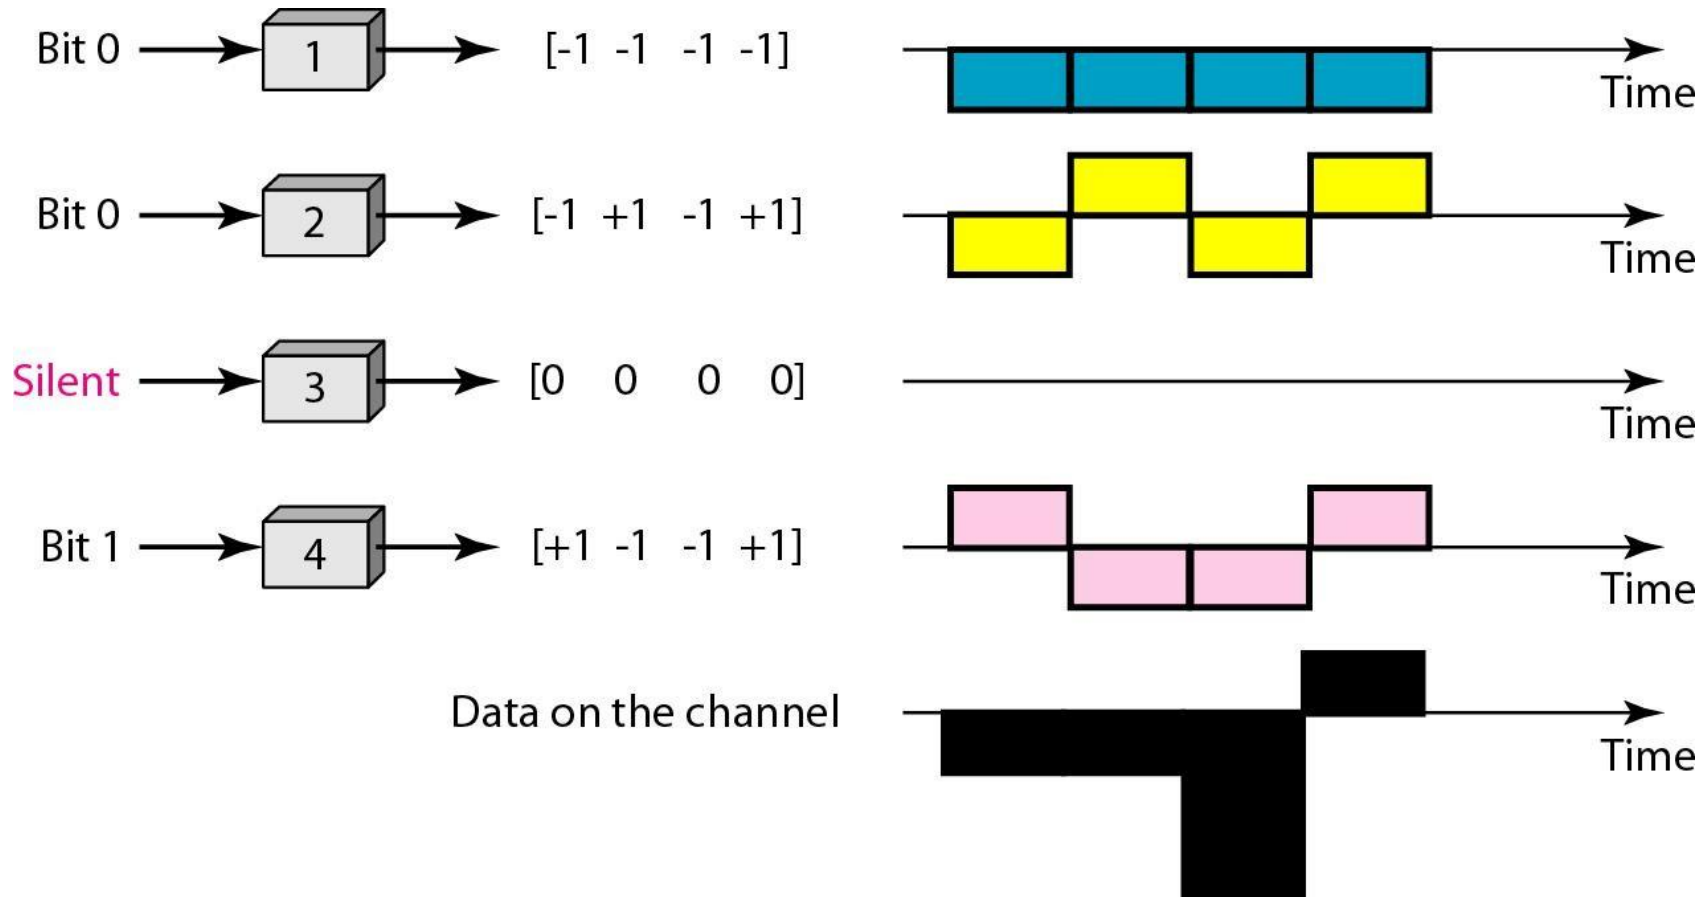 Bit 0 1 [-1 -1 -1 -1]
Time
Bit 0 2 [-1 +1 -1 +1]
Time
Silent 3 [0 0 0 0]
Time
Bit 1 4 [+1 -1 -1 +1]
Time
Data on the channel
Time